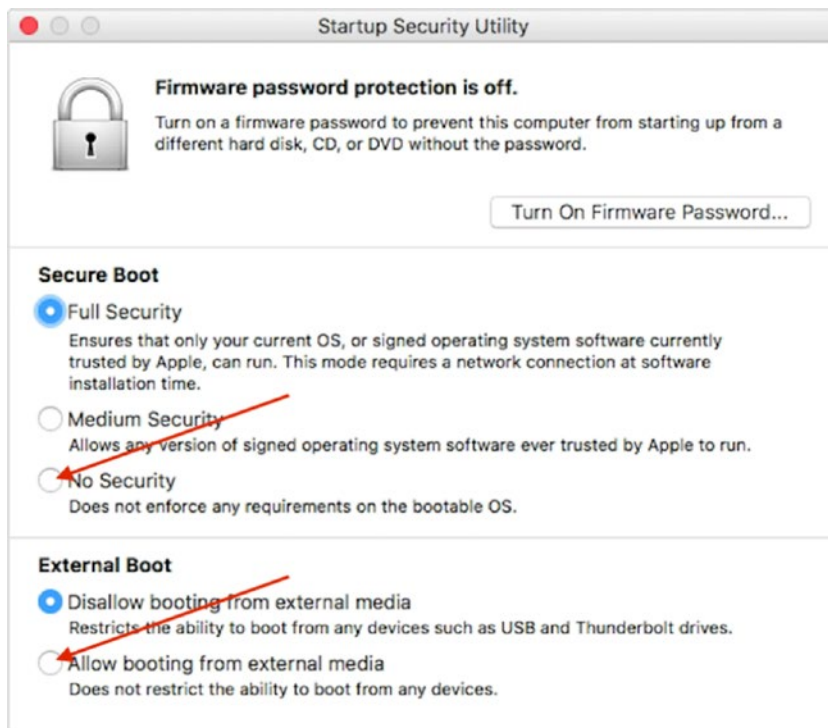 Startup Security Utility
Firmware password protection is off.
Turn on a firmware password to prevent this computer from starting up from a
different hard disk, CD, or DVD without the password.
Turn On Firmware Password...
Secure Boot
Full Security
Ensures that only your current OS, or signed operating system software currently
trusted by Apple, can run. This mode requires a network connection at software
installation time.
Medium Security
Allows any version of signed operating system software ever trusted by Apple to run.
No Security
Does not enforce any requirements on the bootable OS.
External Boot
Disallow booting from external media
Restricts the ability to boot from any devices such as USB and Thunderbolt drives.
Allow booting from external media
Does not restrict the ability to boot from any devices.